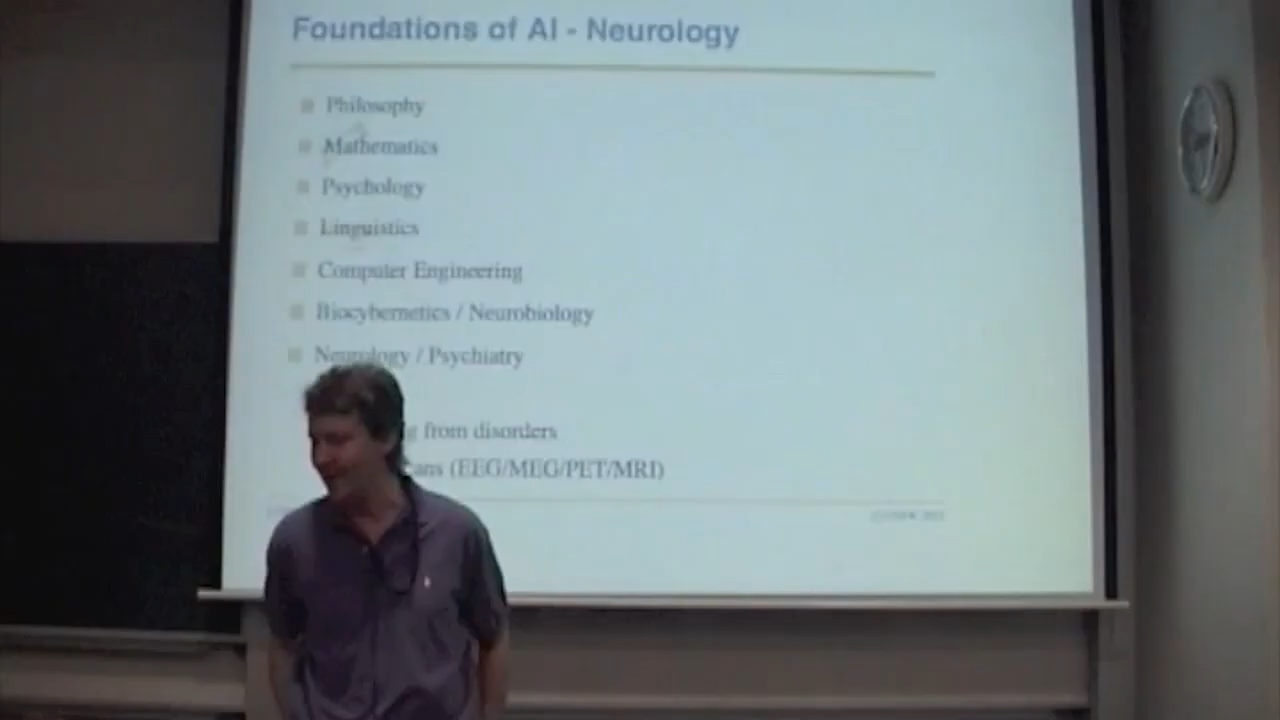 Foundations of AI - Neurology
Philosophy
Mathematics
Psychology
Linguistics
Computer Engineering
Biocybernetics / Neurobiology
Neurology / Psychiatry
from disorders
(EEG/MEG/PET/MRI)